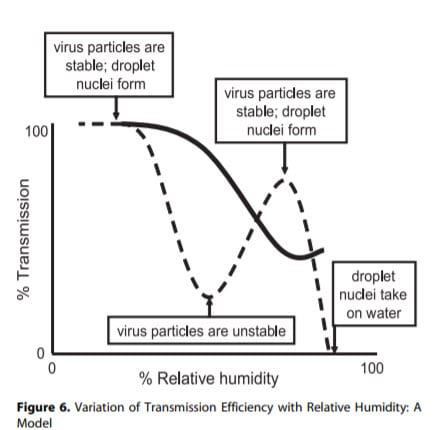 virus particles are
stable; droplet
nuclei form
virus particles are
stable; droplet
nuclei form
100
% Transmission
droplet
nuclei take
on water
virus particles are unstable
0
0
100
% Relative humidity
Figure 6. Variation of Transmission Efficiency with Relative Humidity: A
Model